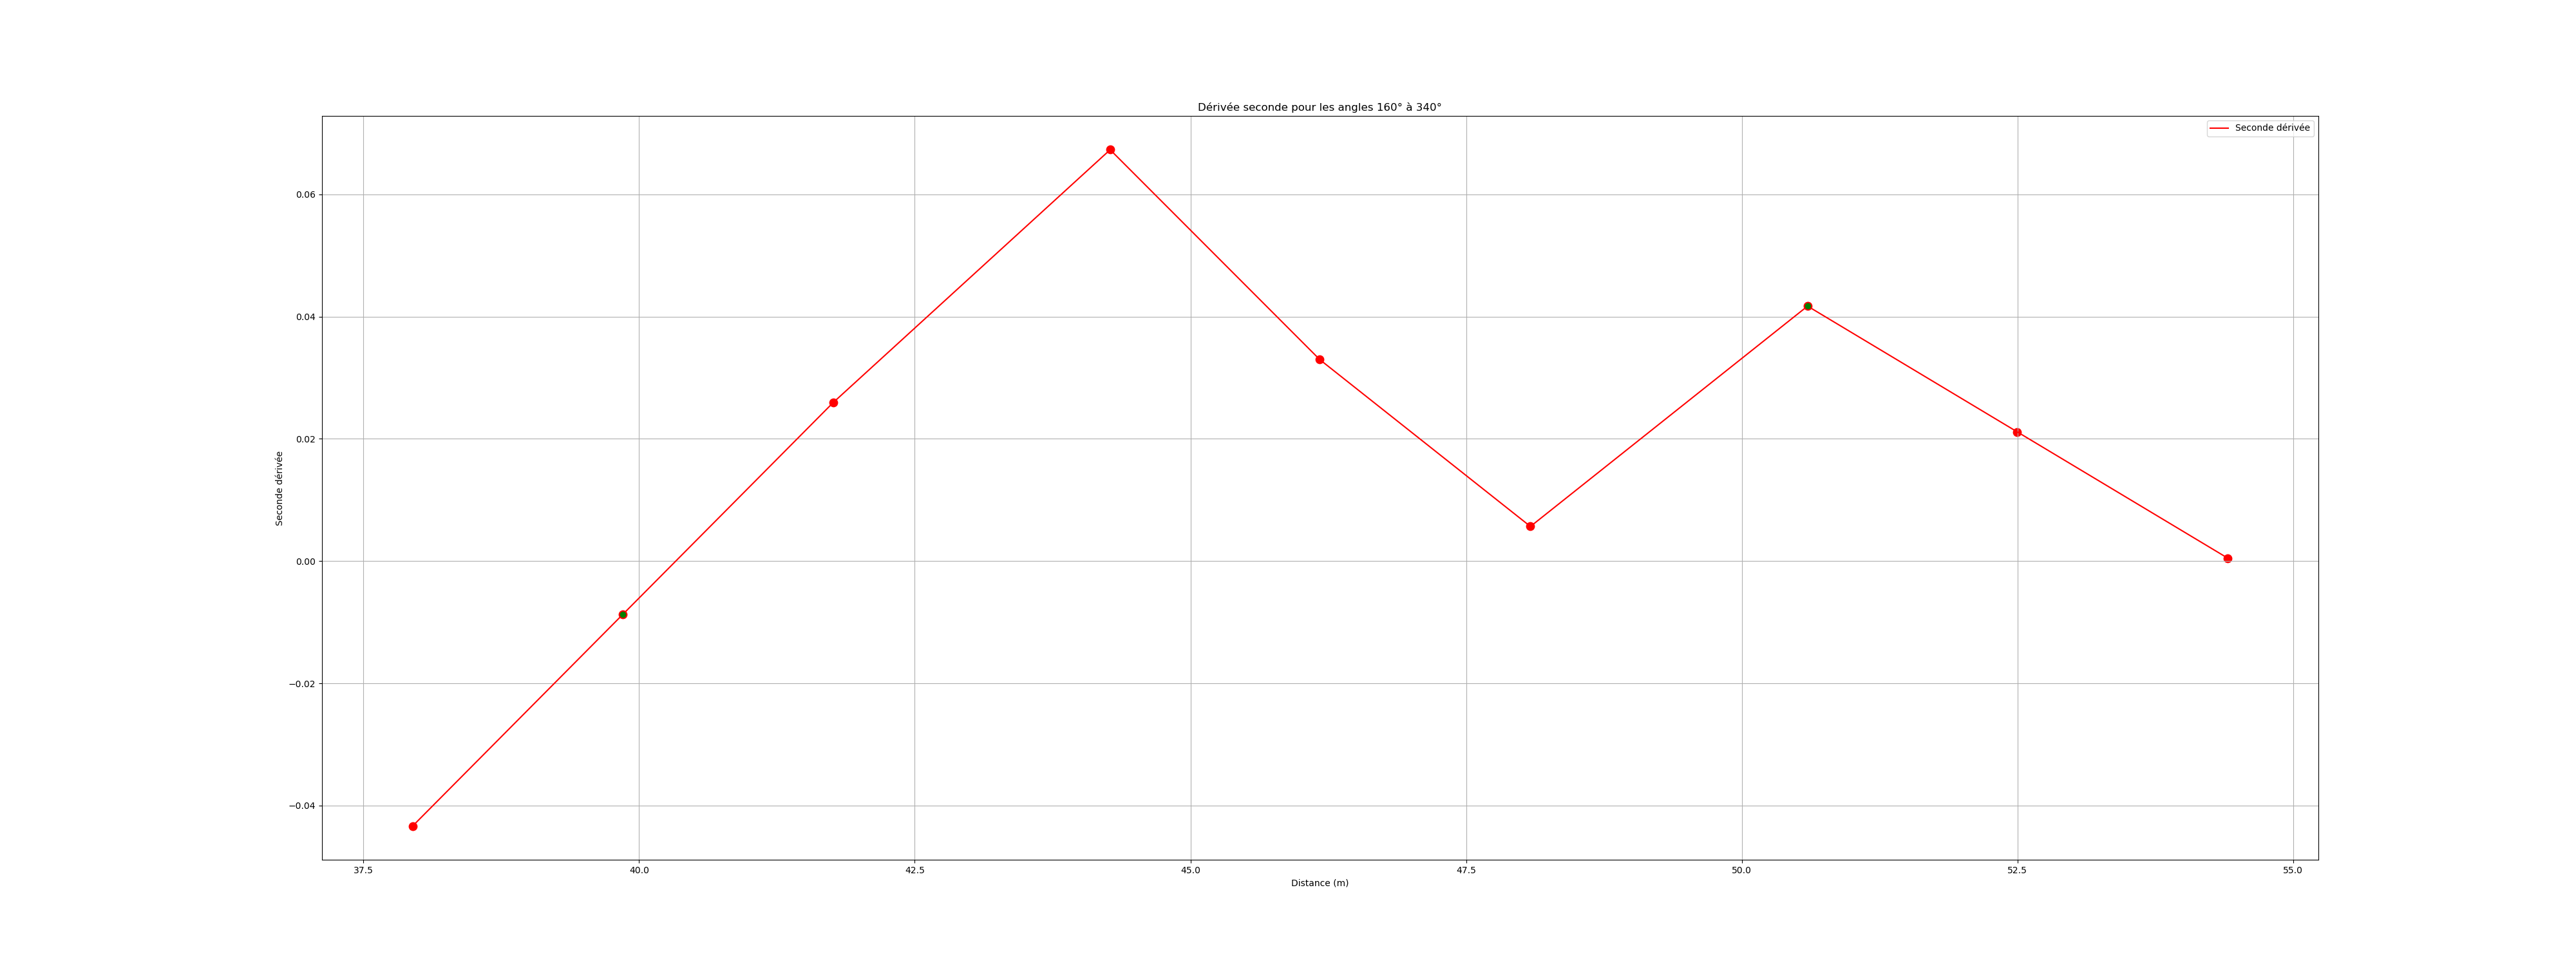 Dérivée seconde pour les angles 160° à 340°
Seconde dérivée
0.06
0.04
0.02
0.00
−0.02
−0.04
Seconde dérivée
37.5 40.0 42.5 45.0 47.5 50.0 52.5 55.0
Distance (m)